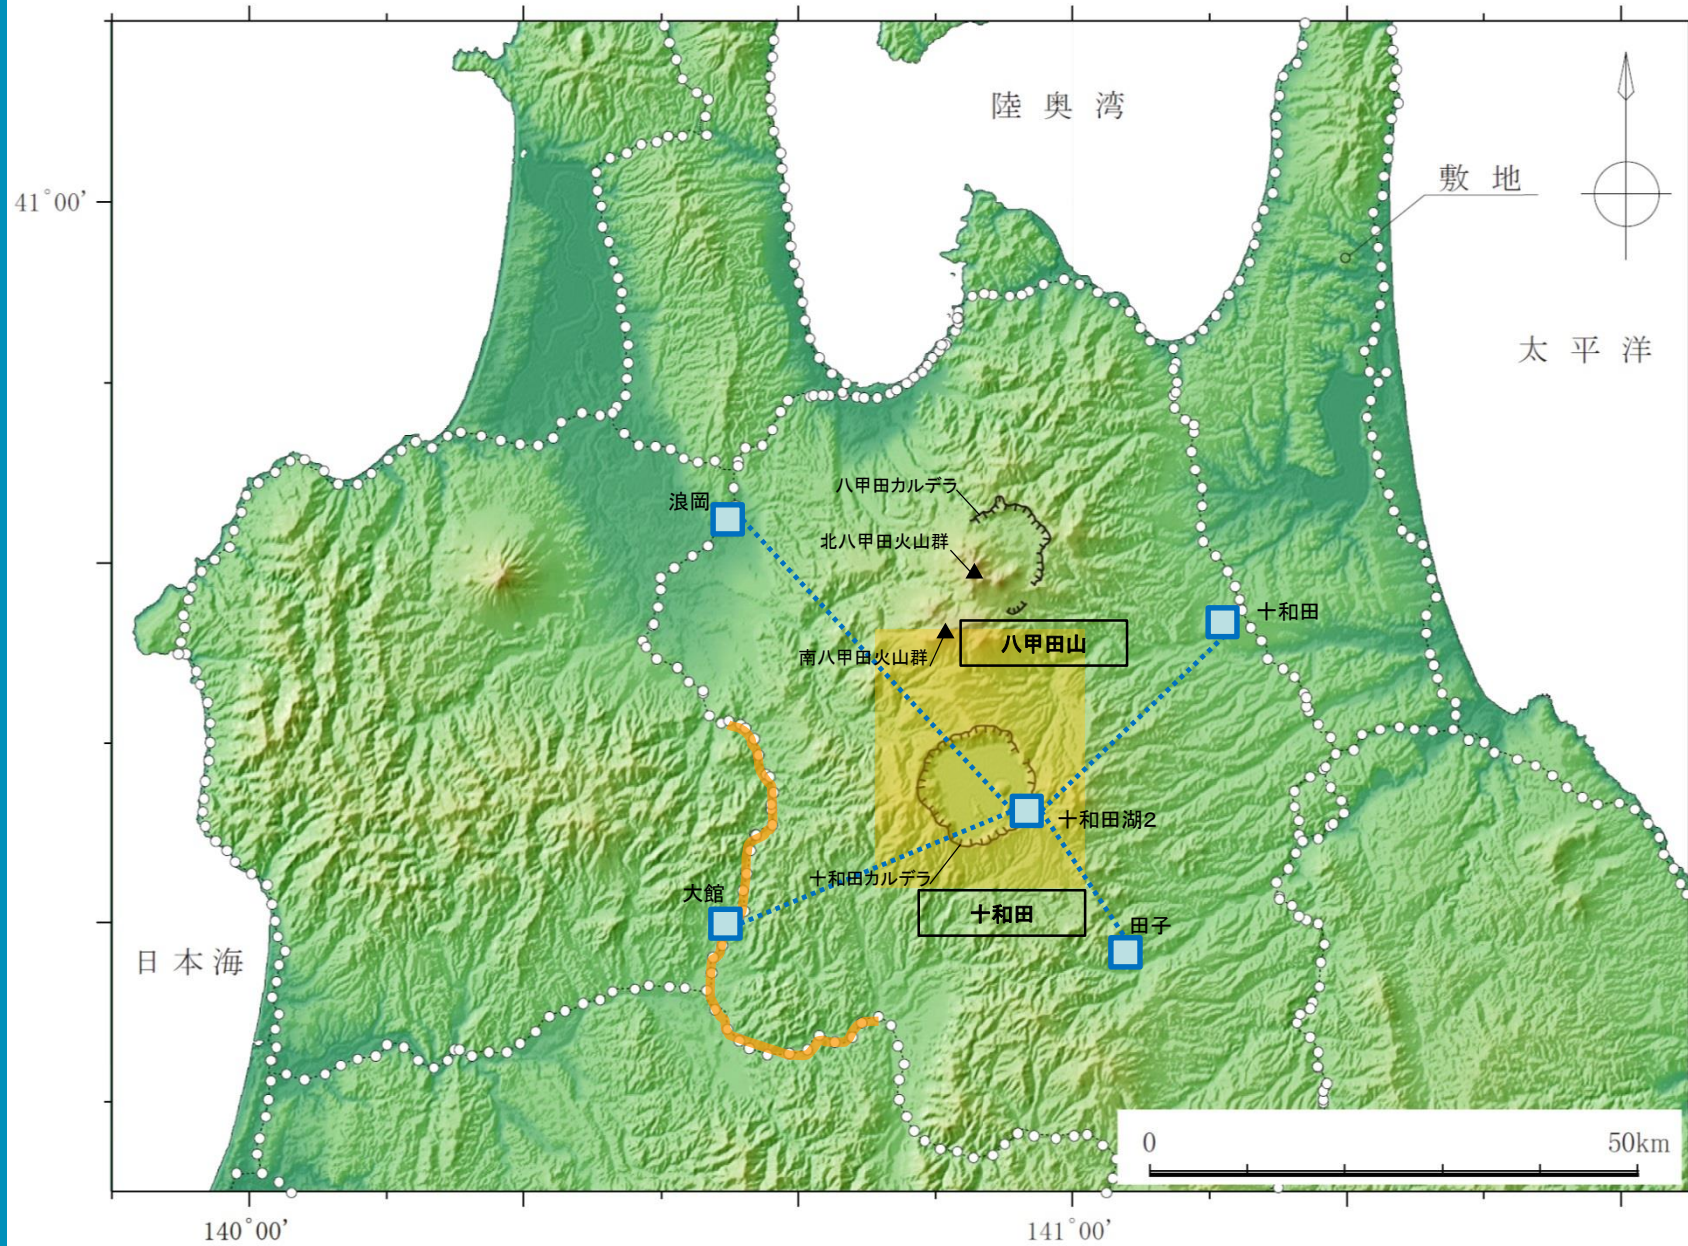 陸奥湾
敷地
41°00'
太平洋
八甲田カルデラ
浪岡
北八甲田火山群
十和田
八甲田山
南八甲田火山群
十和田湖2
十和田カルデラ
大館
十和田
田子
日本海
0 50km
140°00' 141°00'